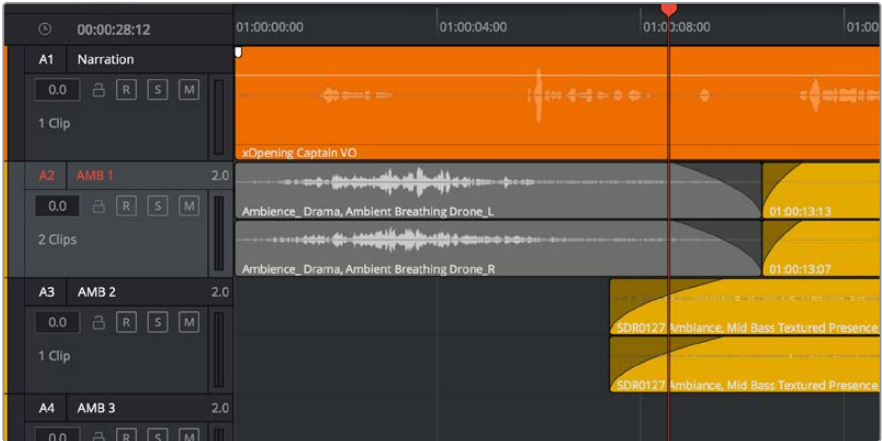 00:00:28:12 01:00:00:00 01:00:04:00 01:00:08:00 01:00
A1 Narration
0.0 R S M
1 Clip
xOpening Captain VO
A2 AMB 1 2.0
0.0 R S M
2 Clips
Ambience_ Drama, Ambient Breathing Drone_L 01:00:13:13
Ambience_ Drama, Ambient Breathing Drone_R 01:00:13:07
A3 AMB 2 2.0
0.0 R S M
1 Clip
SDR0127 Ambiance, Mid Bass Textured Presence
SDR0127 Ambiance, Mid Bass Textured Presence
A4 AMB 3 2.0
0.0 R S M